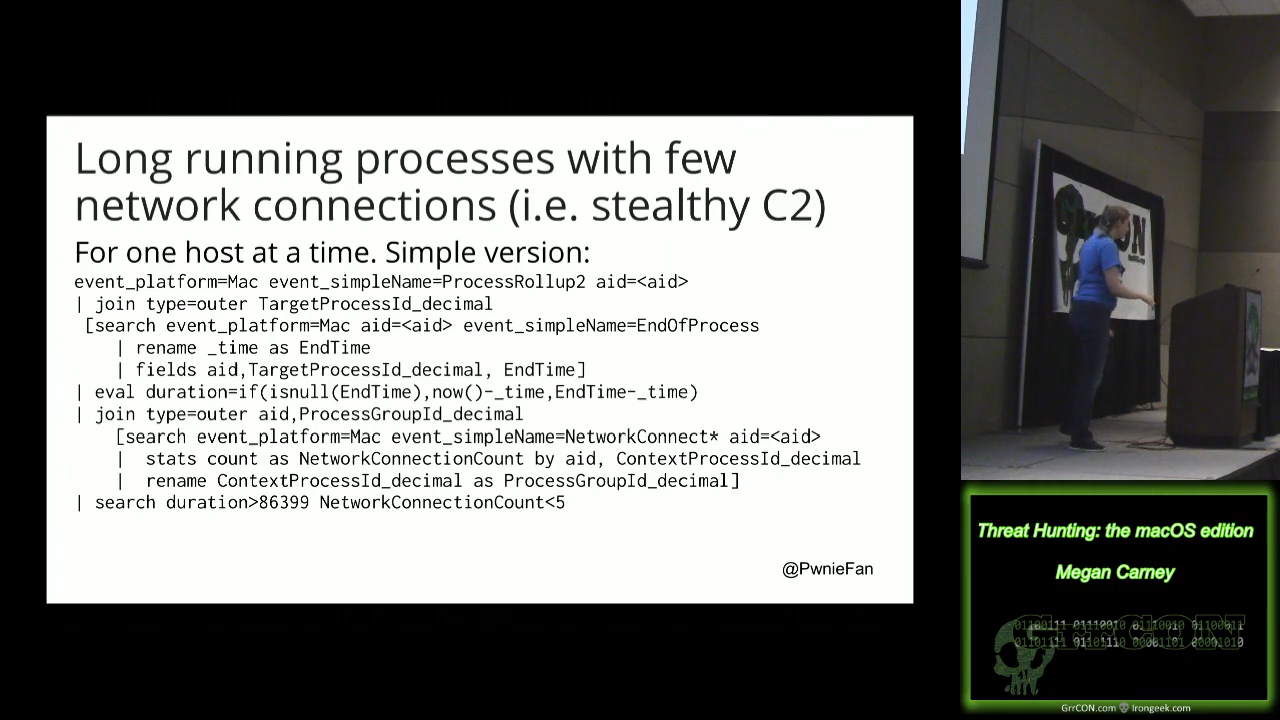 Long running processes with few
network connections (i.e. stealthy C2)
For one host at a time. Simple version:
event_platform=Mac event_simpleName=ProcessRollup2 aid=<aid>
| join type=outer TargetProcessId_decimal
[search event_platform=Mac aid=<aid> event_simpleName=EndOfProcess
| rename _time as EndTime
| fields aid,TargetProcessId_decimal, EndTime]
| eval duration=if(isnull(EndTime),now()-_time,EndTime-_time)
| join type=outer aid,ProcessGroupId_decimal
[search event_platform=Mac event_simpleName=NetworkConnect* aid=<aid>
| stats count as NetworkConnectionCount by aid, ContextProcessId_decimal
| rename ContextProcessId_decimal as ProcessGroupId_decimal]
| search duration>86399 NetworkConnectionCount<5
@PwnieFan
Threat Hunting: the macOS edition
Megan Carney
GrrCON
GrrCON.com Irongeek.com